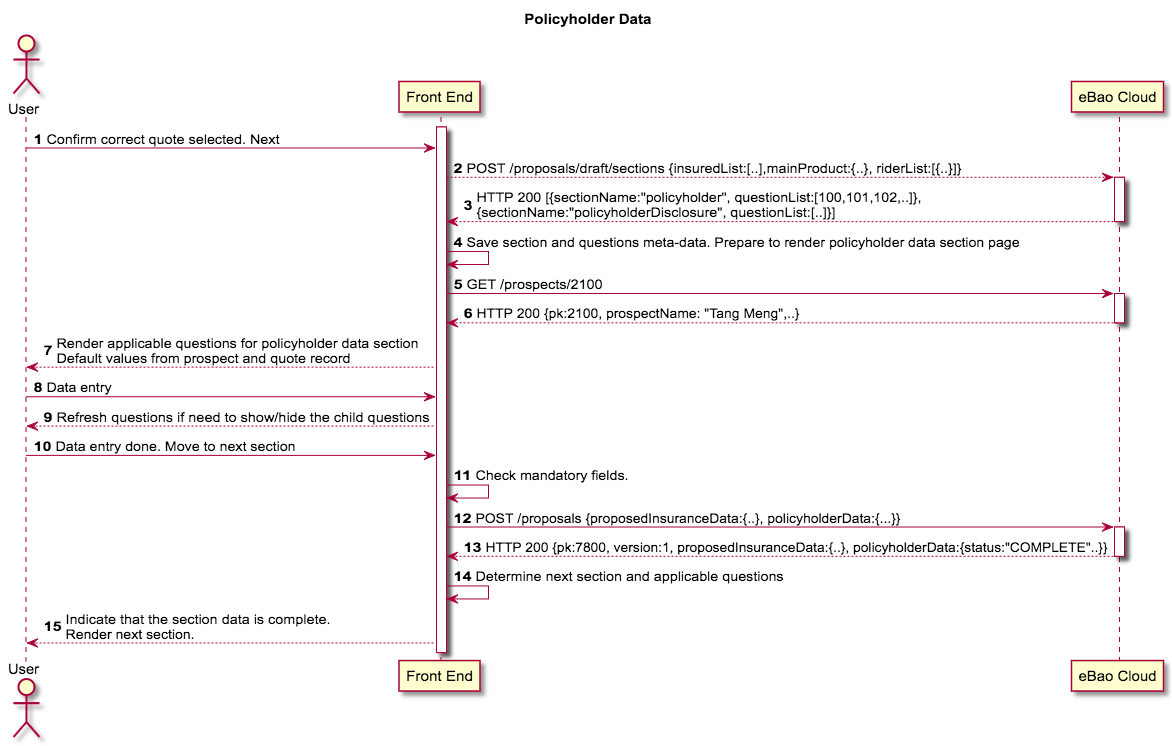 Policyholder Data
User
Front End
eBao Cloud
1 Confirm correct quote selected. Next
2 POST /proposals/draft/sections {insuredList:[..],mainProduct:{..}, riderList:[{..}]}
3 HTTP 200 [{sectionName:"policyholder", questionList:[100,101,102,..]},
{sectionName:"policyholderDisclosure", questionList:[..]}]
4 Save section and questions meta-data. Prepare to render policyholder data section page
5 GET /prospects/2100
6 HTTP 200 {pk:2100, prospectName: "Tang Meng",..}
7 Render applicable questions for policyholder data section
Default values from prospect and quote record
8 Data entry
9 Refresh questions if need to show/hide the child questions
10 Data entry done. Move to next section
11 Check mandatory fields.
12 POST /proposals {proposedInsuranceData:{..}, policyholderData:{...}}
13 HTTP 200 {pk:7800, version:1, proposedInsuranceData:{..}, policyholderData:{status:"COMPLETE"..}}
14 Determine next section and applicable questions
15 Indicate that the section data is complete.
Render next section.
User
Front End
eBao Cloud